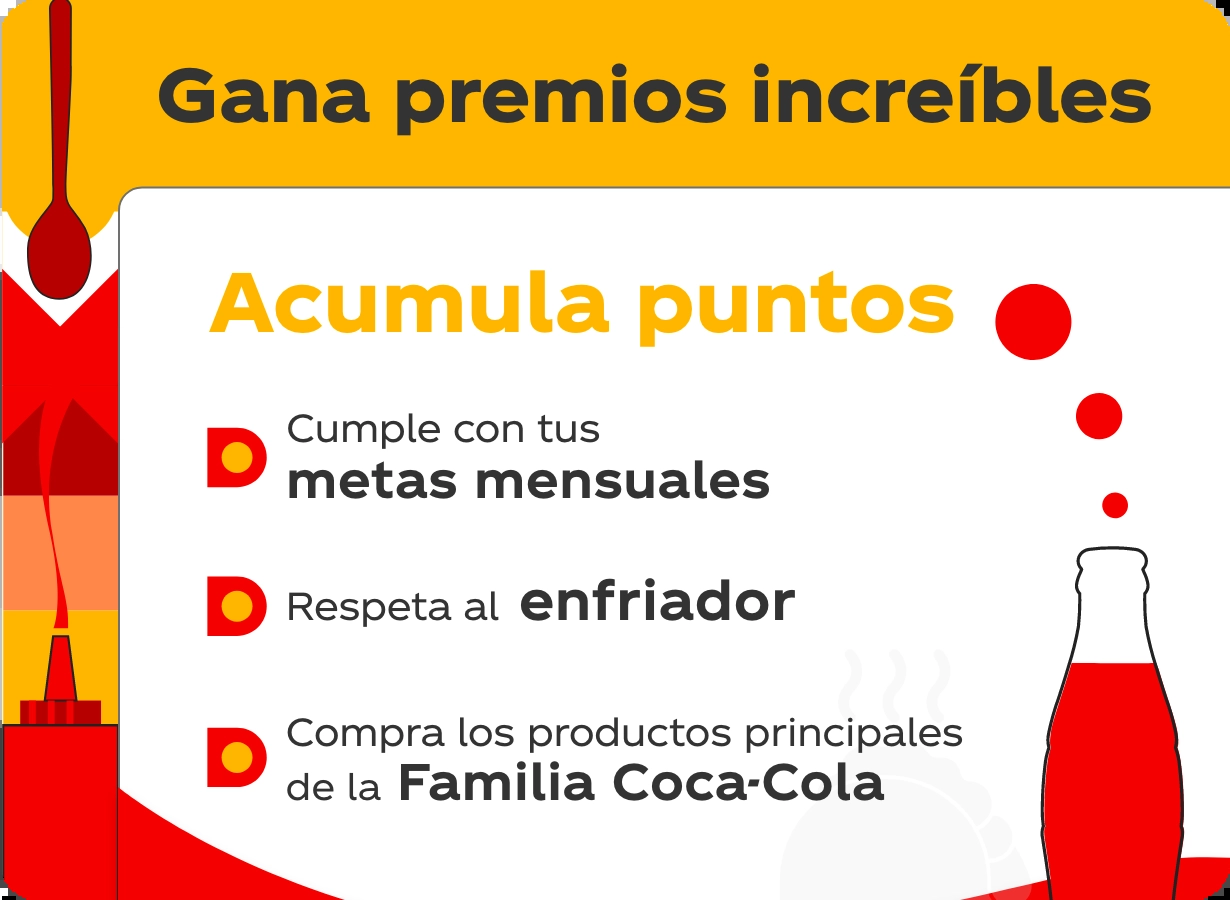 Gana premios increíbles
Acumula puntos
Cumple con tus
metas mensuales
Respeta al enfriador
Compra los productos principales
de la Familia Coca-Cola